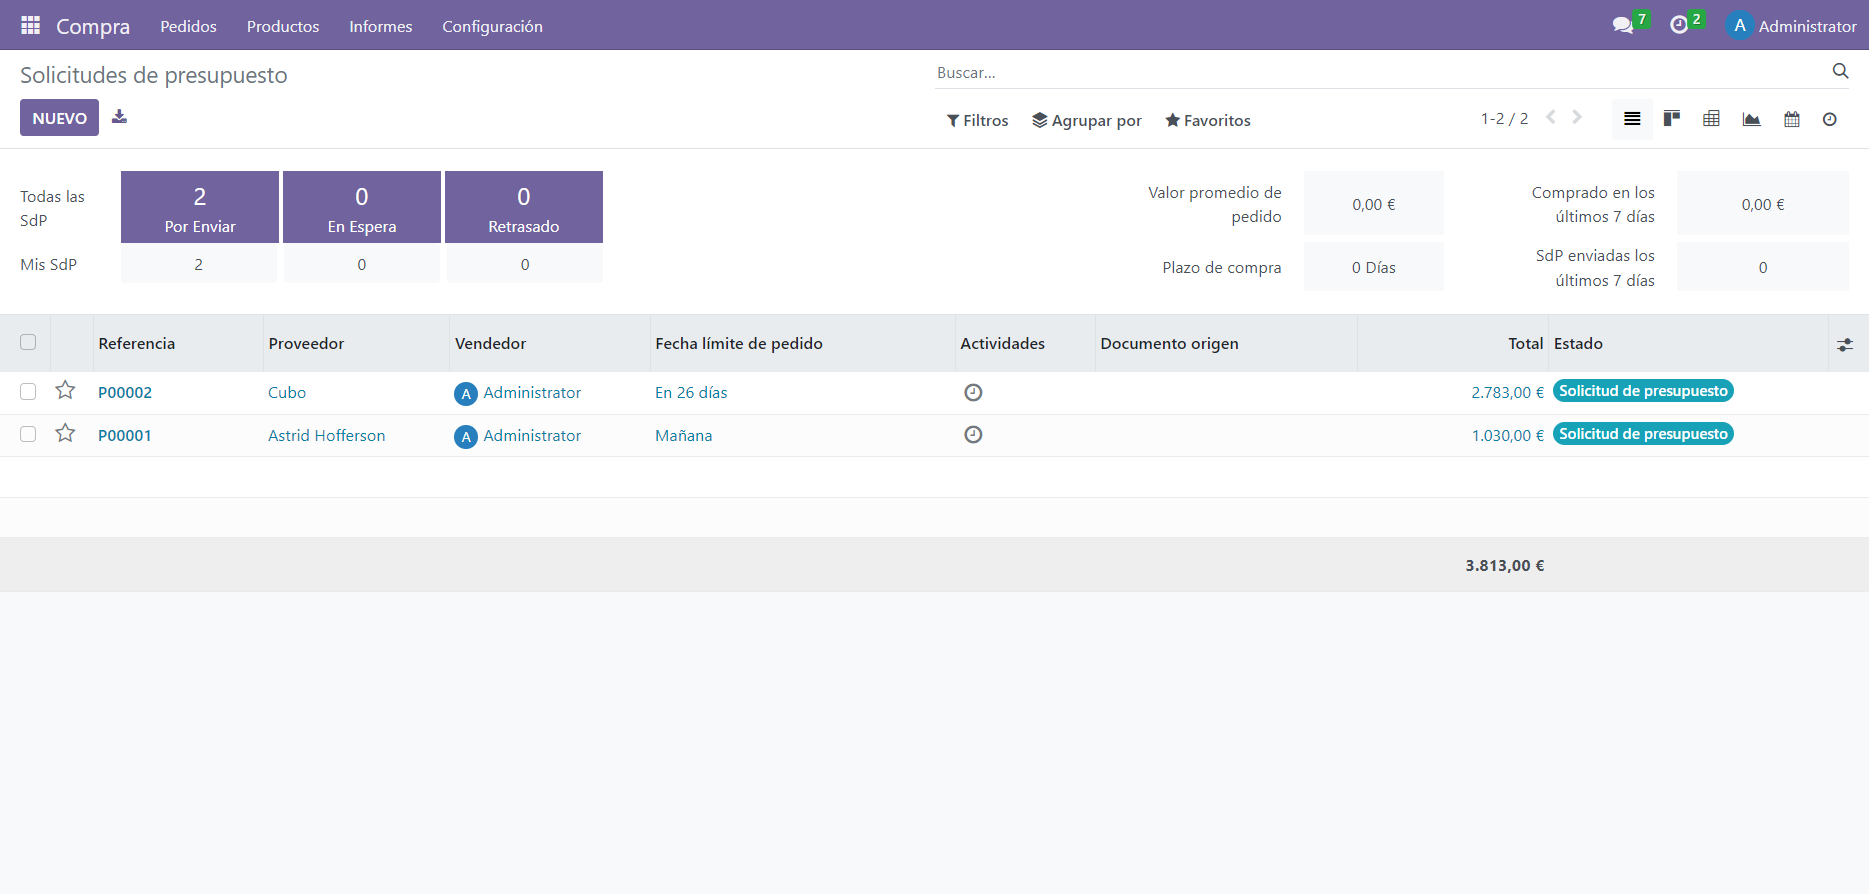 Compra Pedidos Productos Informes Configuración 7 2 A Administrator
Solicitudes de presupuesto
Buscar...
NUEVO
Filtros Agrupar por Favoritos 1-2 / 2
Todas las
SdP
2
Por Enviar
0
En Espera
0
Retrasado
Mis SdP 2 0 0
Valor promedio de
pedido
0,00 €
Comprado en los
últimos 7 días
0,00 €
Plazo de compra 0 Días
SdP enviadas los
últimos 7 días
0
Referencia Proveedor Vendedor Fecha límite de pedido Actividades Documento origen Total Estado
P00002 Cubo A Administrator En 26 días 2.783,00 € Solicitud de presupuesto
P00001 Astrid Hofferson A Administrator Mañana 1.030,00 € Solicitud de presupuesto
3.813,00 €